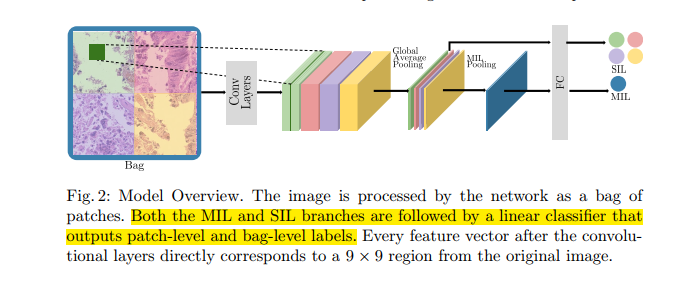 Global
Average
Pooling
MIL
Pooling
Conv
Layers
FC
SIL
MIL
Bag
Fig. 2: Model Overview. The image is processed by the network as a bag of
patches. Both the MIL and SIL branches are followed by a linear classifier that
outputs patch-level and bag-level labels. Every feature vector after the convolu-
tional layers directly corresponds to a 9 × 9 region from the original image.